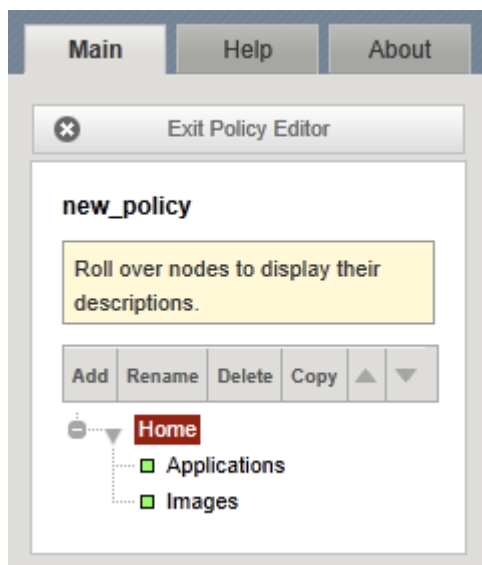 Main Help About
Exit Policy Editor
new_policy
Roll over nodes to display their
descriptions.
Add Rename Delete Copy
Home
Applications
Images